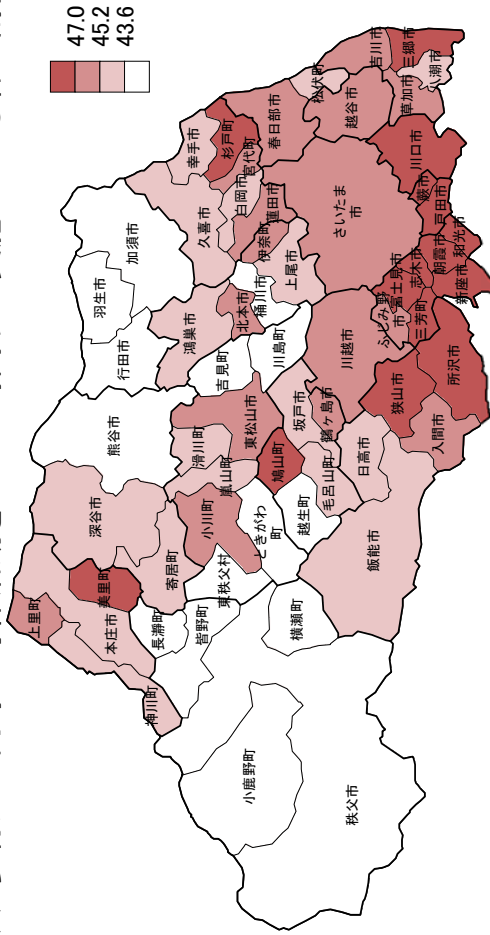 47.0
45.2
43.6
上里町
美里町
本庄市
神川町
深谷市
寄居町
長瀞町
皆野町
小鹿野町
秩父市
横瀬町
東秩父村
小川町
ときがわ
町
越生町
飯能市
熊谷市
滑川町
嵐山町
東松山市
鳩山町
毛呂山町
坂戸市
鶴ヶ島市
日高市
入間市
狭山市
所沢市
川越市
川島町
吉見町
行田市
羽生市
加須市
鴻巣市
北本市
桶川市
上尾市
伊奈町
久喜市
白岡市
蓮田市
幸手市
杉戸町
宮代町
春日部市
松伏町
越谷市
吉川市
三郷市
八潮市
草加市
川口市
さいたま
市
蕨市
戸田市
和光市
朝霞市
新座市
志木市
富士見市
ふじみ野
市
三芳町